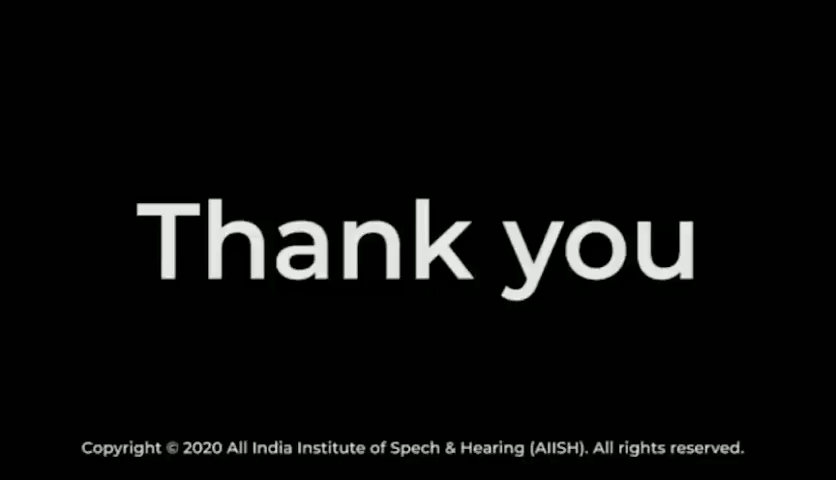 Thank you
Copyright © 2020 All India Institute of Spech & Hearing (AIISH). All rights reserved.